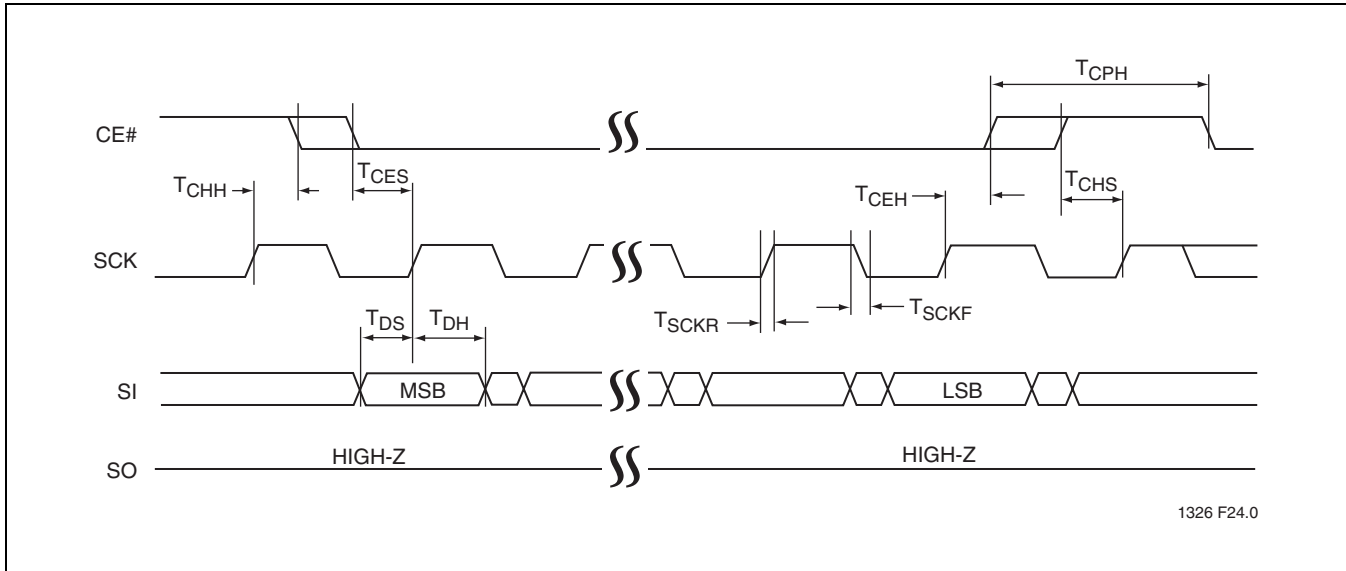 TCPH
CE#
TCHH
TCES
TCEH
TCHS
SCK
TDS
TDH
TSCKR
TSCKF
SI
MSB
LSB
SO
HIGH-Z
HIGH-Z
1326 F24.0